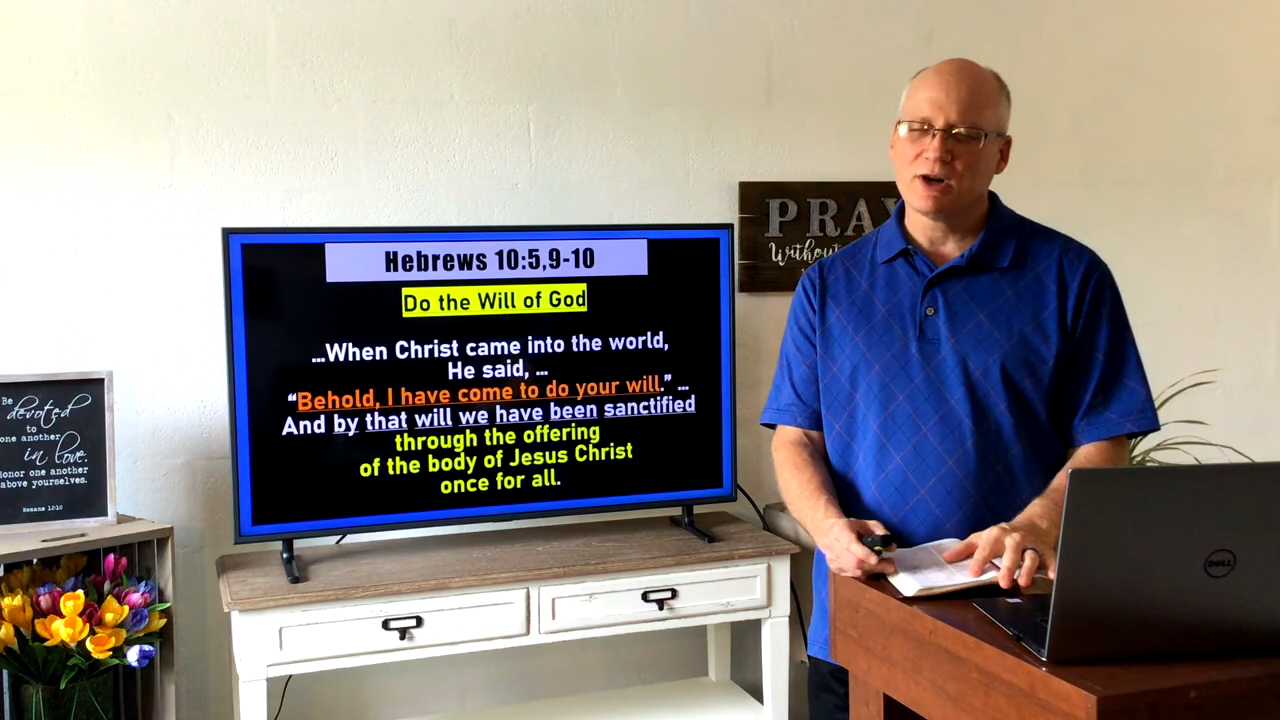 Hebrews 10:5,9-10
Do the Will of God
...When Christ came into the world,
He said, ...
“Behold, I have come to do your will.” ...
And by that will we have been sanctified
through the offering
of the body of Jesus Christ
once for all.
PRAY
Without
Be
devoted
to
one another
in love.
Honor one another
above yourselves.
Romans 12:10
DELL